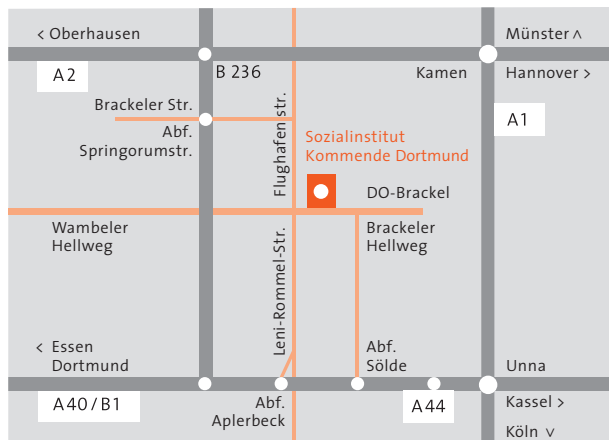 < Oberhausen
Münster ∧
A 2
B 236
Kamen
Hannover >
Brackeler Str.
A 1
Abf.
Springorumstr.
Flughafenstr.
Sozialinstitut
Kommende Dortmund
DO-Brackel
Wambeler
Hellweg
Brackeler
Hellweg
Leni-Rommel-Str.
< Essen
Dortmund
Abf.
Sölde
Unna
A 40 / B 1
Abf.
Aplerbeck
A 44
Kassel >
Köln ∨